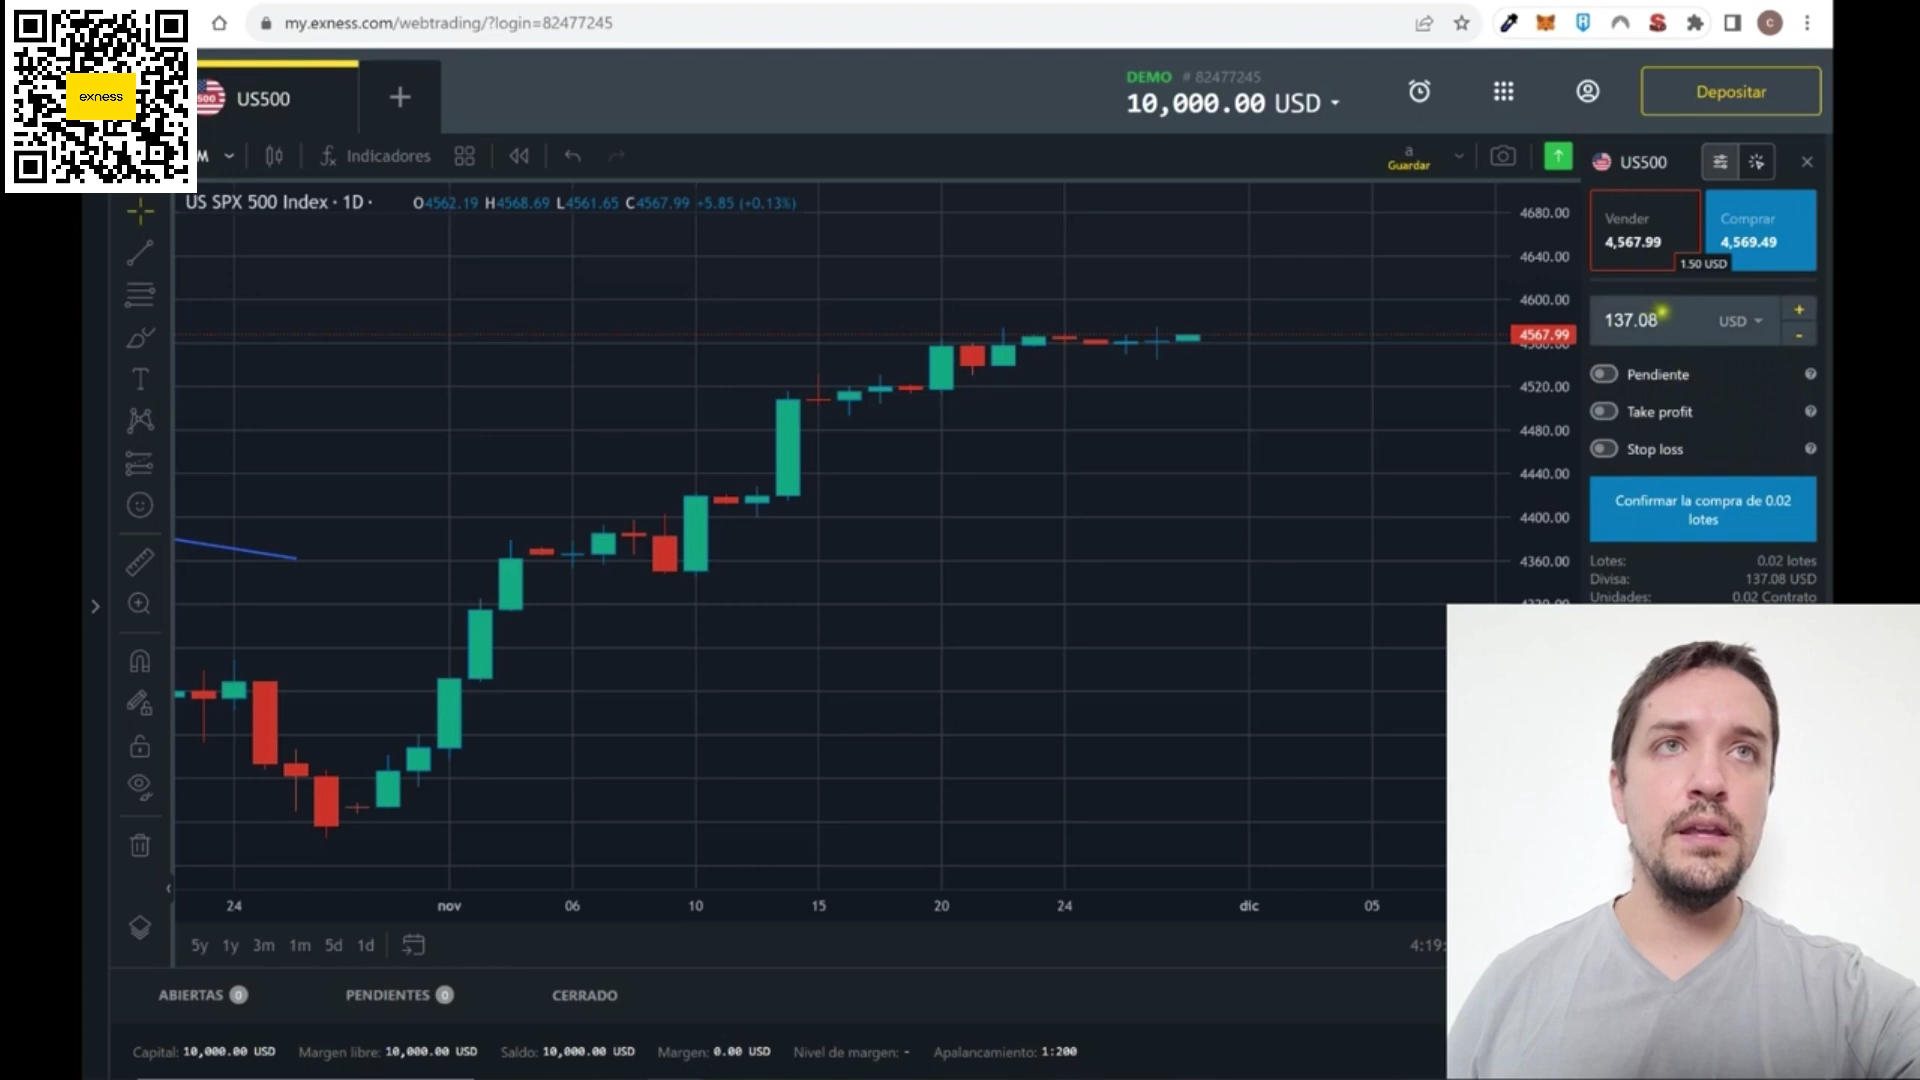 my.exness.com/webtrading/?login=82477245
C
exness
500
US500
DEMO # 82477245
10,000.00 USD
Depositar
M
Indicadores
a
Guardar
US500
US SPX 500 Index · 1D · O4562.19 H4568.69 L4561.65 C4567.99 +5.85 (+0.13%)
Vender
4,567.99
Comprar
4,569.49
1.50 USD
137.08 USD
Pendiente
Take profit
Stop loss
Confirmar la compra de 0.02
lotes
Lotes: 0.02 lotes
Divisa: 137.08 USD
Unidades: 0.02 Contrato
4680.00
4640.00
4600.00
4567.99
4520.00
4480.00
4440.00
4400.00
4360.00
24 nov 06 10 15 20 24 dic 05
5y 1y 3m 1m 5d 1d
4:19:
ABIERTAS 0 PENDIENTES 0 CERRADO
Capital: 10,000.00 USD Margen libre: 10,000.00 USD Saldo: 10,000.00 USD Margen: 0.00 USD Nivel de margen: - Apalancamiento: 1:200